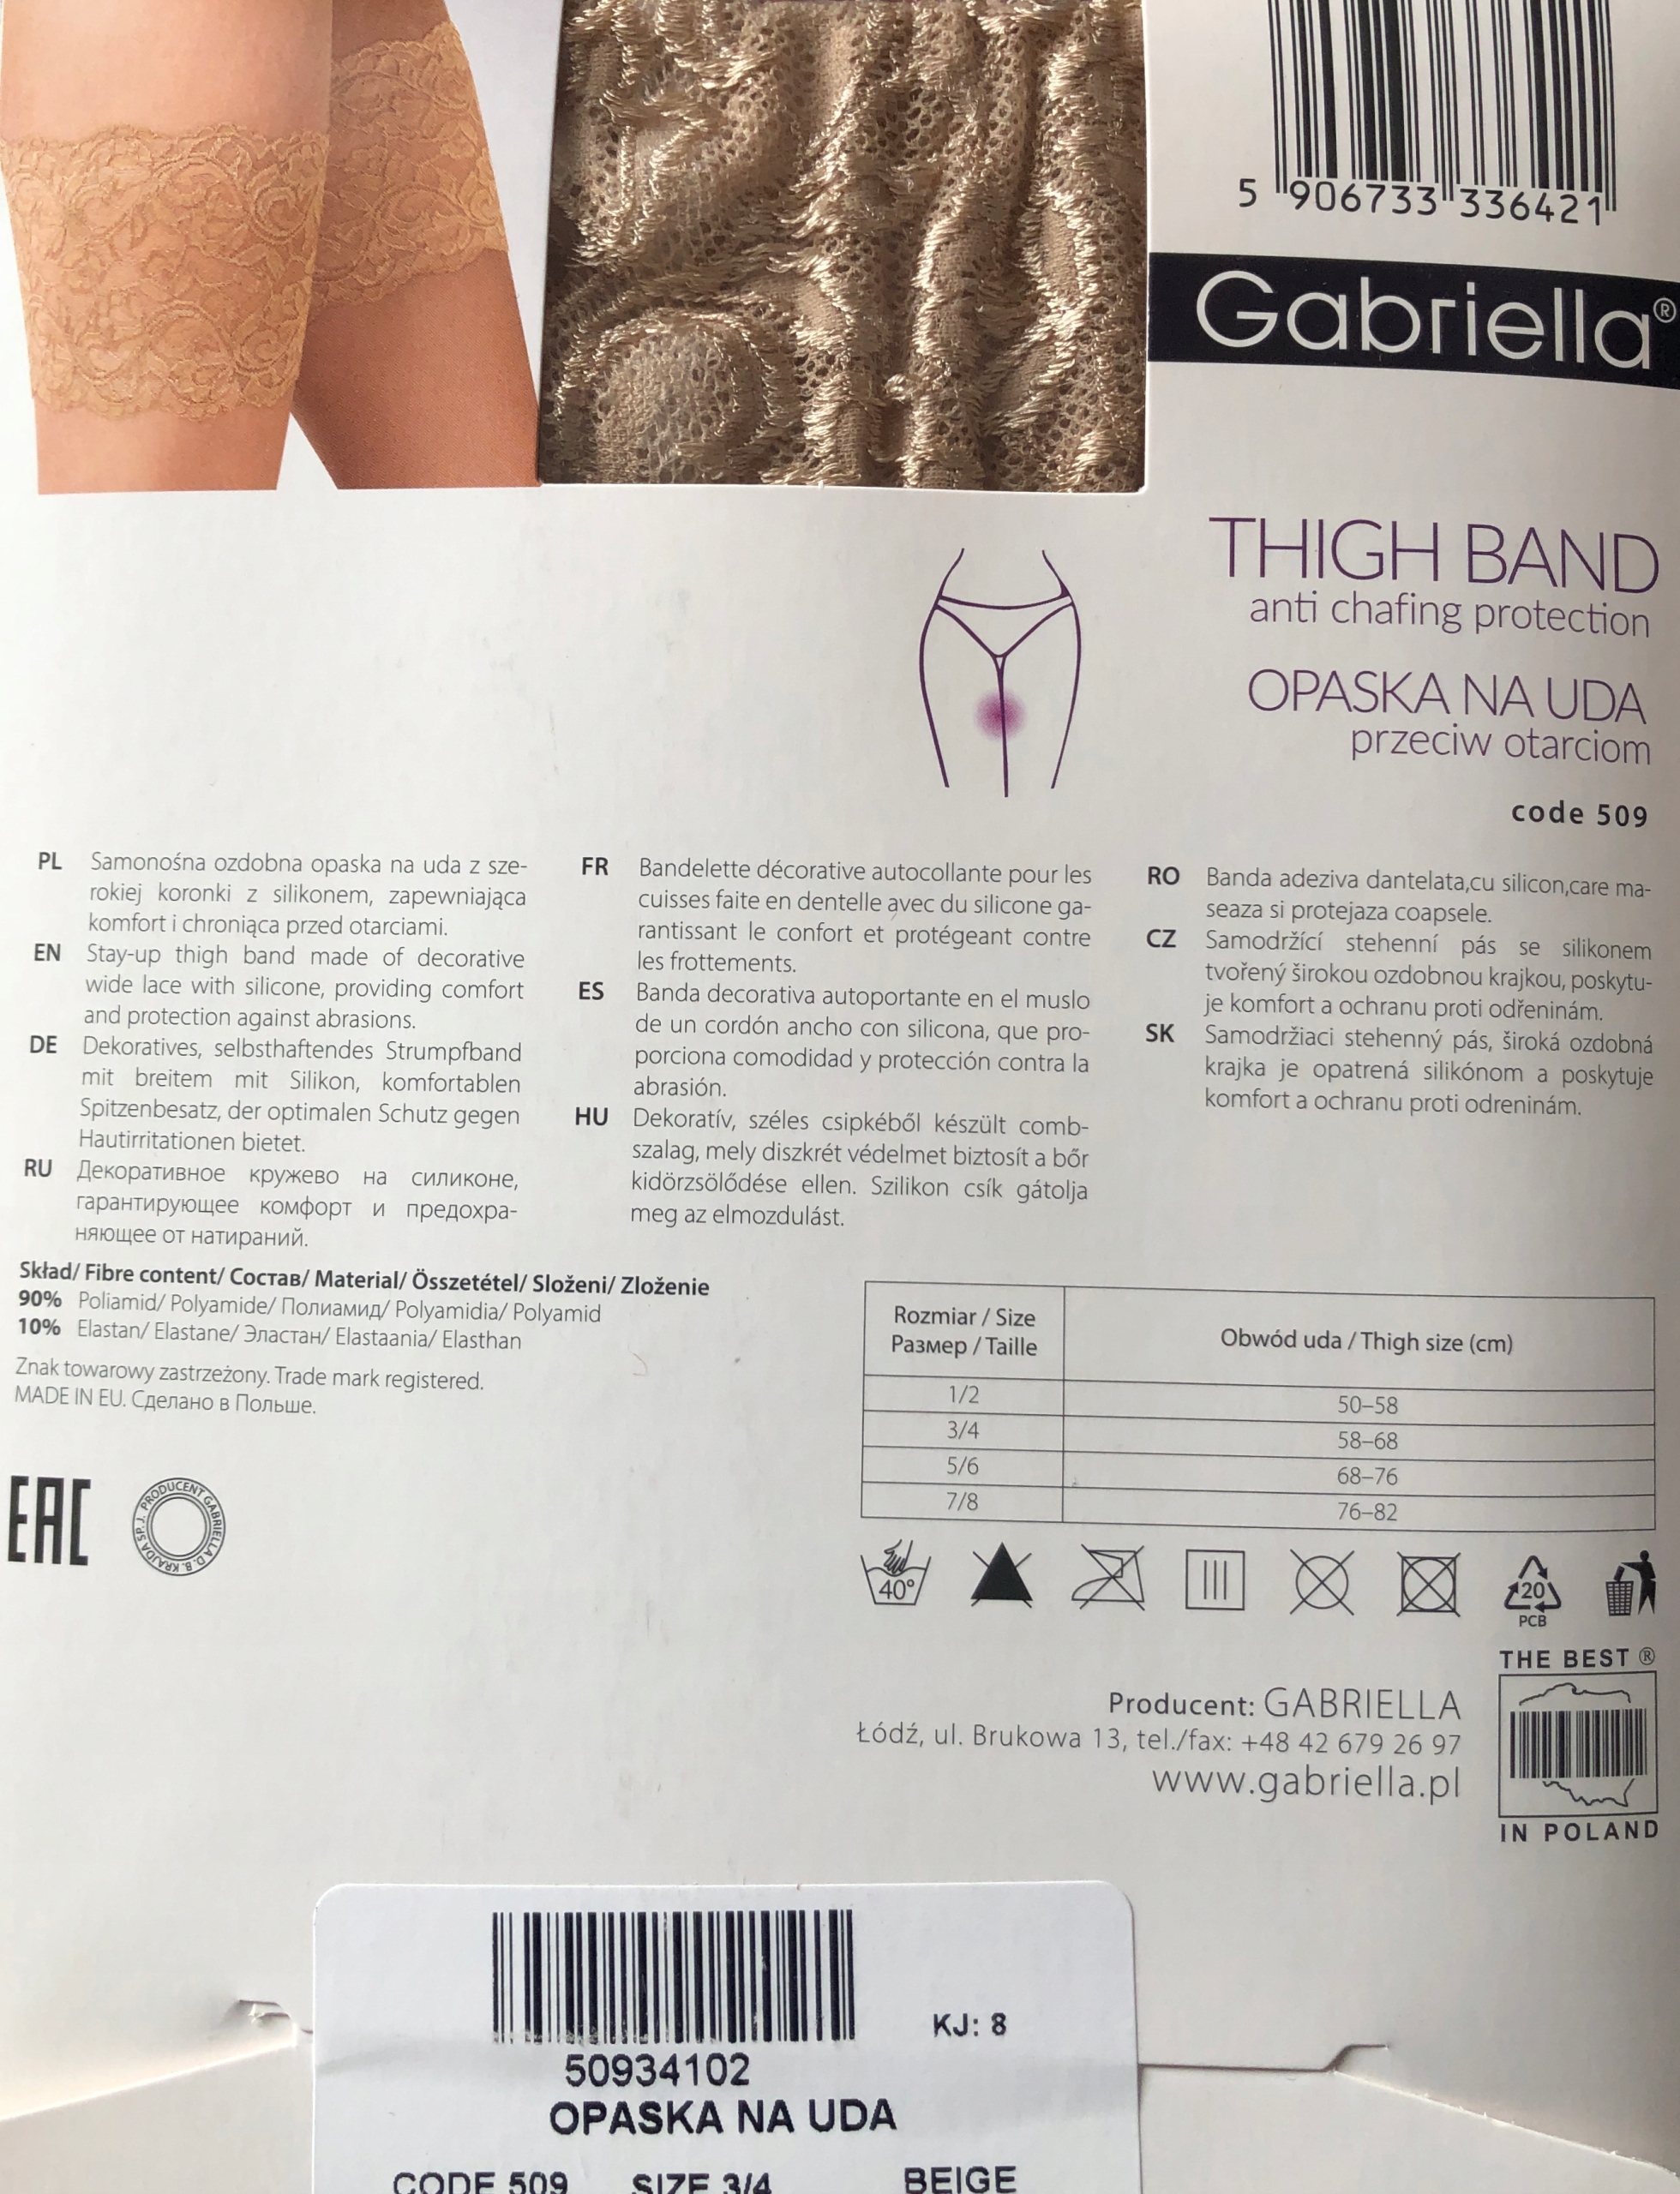 5 906733 336421
Gabriella®
THIGH BAND
anti chafing protection
OPASKA NA UDA
przeciw otarciom
code 509
PL Samonośna ozdobna opaska na uda z sze-
rokiej koronki z silikonem, zapewniająca
komfort i chroniąca przed otarciami.
EN Stay-up thigh band made of decorative
wide lace with silicone, providing comfort
and protection against abrasions.
DE Dekoratives, selbsthaftendes Strumpfband
mit breitem mit Silikon, komfortablen
Spitzenbesatz, der optimalen Schutz gegen
Hautirritationen bietet.
RU Декоративное кружево на силиконе,
гарантирующее комфорт и предохра-
няющее от натираний.
FR Bandelette décorative autocollante pour les
cuisses faite en dentelle avec du silicone ga-
rantissant le confort et protégeant contre
les frottements.
ES Banda decorativa autoportante en el muslo
de un cordón ancho con silicona, que pro-
porciona comodidad y protección contra la
abrasión.
HU Dekoratív, széles csipkéből készült comb-
szalag, mely diszkrét védelmet biztosít a bőr
kidörzsölődése ellen. Szilikon csík gátolja
meg az elmozdulást.
RO Banda adeziva dantelata,cu silicon,care ma-
seaza si protejaza coapsele.
CZ Samodržící stehenní pás se silikonem
tvořený širokou ozdobnou krajkou, poskytu-
je komfort a ochranu proti odřeninám.
SK Samodržiaci stehenný pás, široká ozdobná
krajka je opatrená silikónom a poskytuje
komfort a ochranu proti odreninám.
Skład/ Fibre content/ Состав/ Material/ Összetétel/ Složeni/ Zloženie
90% Poliamid/ Polyamide/ Полиамид/ Polyamidia/ Polyamid
10% Elastan/ Elastane/ Эластан/ Elastaania/ Elasthan
Znak towarowy zastrzeżony. Trade mark registered.
MADE IN EU. Сделано в Польше.
EAC
PRODUCENT GABRIELLA D. B. KRAJDA SP. J.
Rozmiar / Size
Размер / Taille
Obwód uda / Thigh size (cm)
1/2 50–58
3/4 58–68
5/6 68–76
7/8 76–82
40°
20
PCB
THE BEST ®
IN POLAND
Producent: GABRIELLA
Łódź, ul. Brukowa 13, tel./fax: +48 42 679 26 97
www.gabriella.pl
KJ: 8
50934102
OPASKA NA UDA
CODE 509 SIZE 3/4 BEIGE